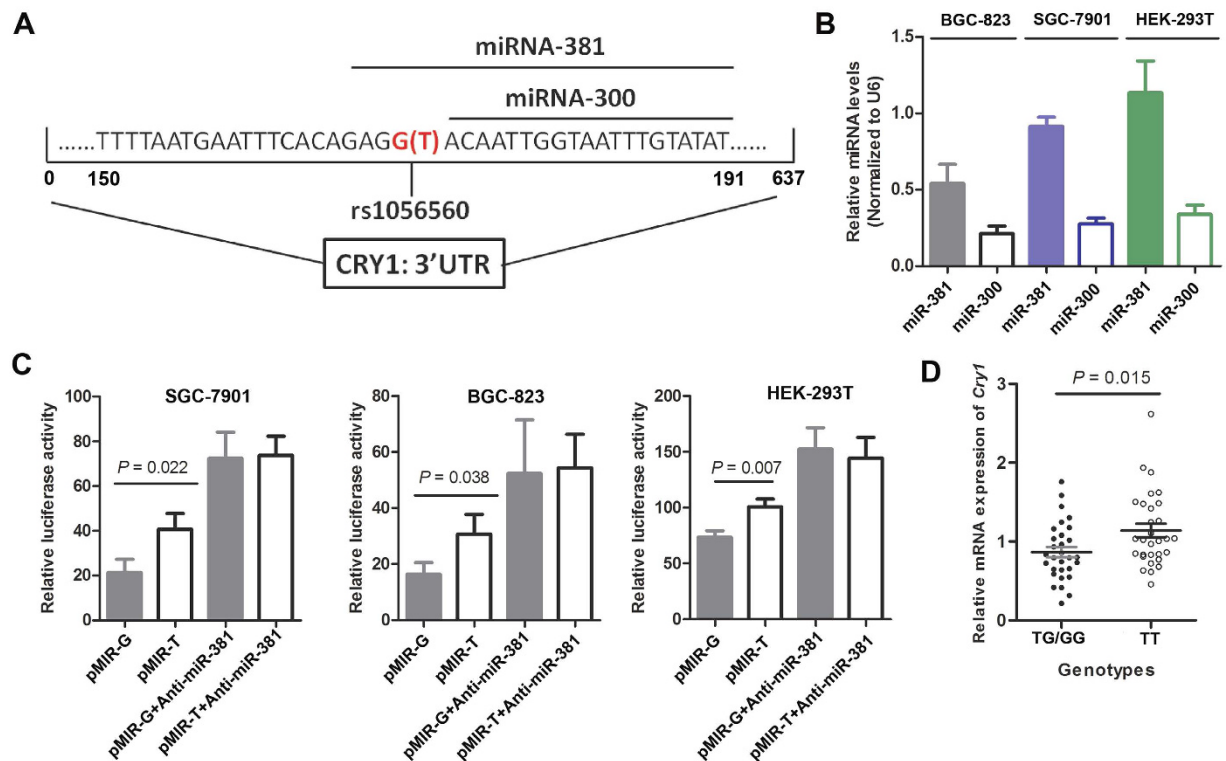 A
miRNA-381
miRNA-300
......TTTTAATGAATTTCACAGAGG(T)ACAATTGGTAATTTGTATAT......
0 150 191 637
rs1056560
CRY1: 3’UTR
B
BGC-823 SGC-7901 HEK-293T
Relative miRNA levels
(Normalized to U6)
1.5
1.0
0.5
0.0
miR-381 miR-300 miR-381 miR-300 miR-381 miR-300
C
SGC-7901
Relative luciferase activity
100
80
60
40
20
0
P = 0.022
pMIR-G pMIR-T pMIR-G+Anti-miR-381 pMIR-T+Anti-miR-381
BGC-823
Relative luciferase activity
80
60
40
20
0
P = 0.038
pMIR-G pMIR-T pMIR-G+Anti-miR-381 pMIR-T+Anti-miR-381
HEK-293T
Relative luciferase activity
200
150
100
50
0
P = 0.007
pMIR-G pMIR-T pMIR-G+Anti-miR-381 pMIR-T+Anti-miR-381
D
P = 0.015
Relative mRNA expression of Cry1
3
2
1
0
TG/GG TT
Genotypes